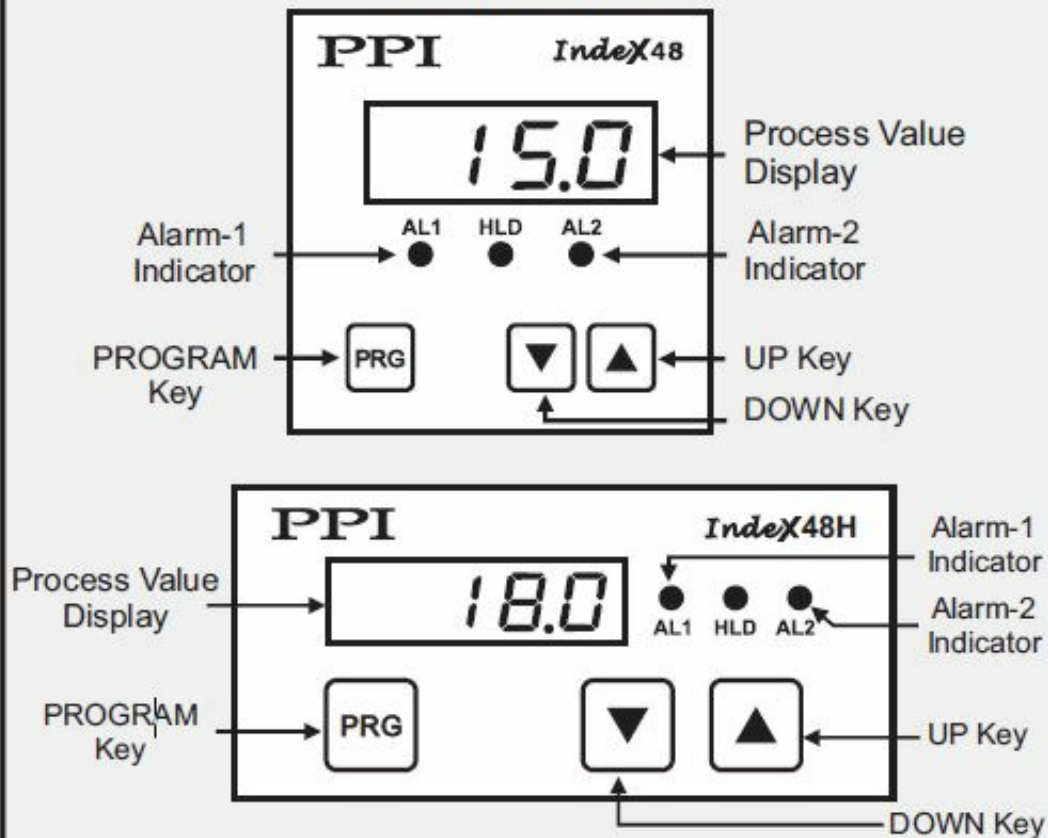 PPI IndeX48
15.0
Process Value
Display
AL1 HLD AL2
Alarm-1
Indicator
Alarm-2
Indicator
PROGRAM
Key
PRG
UP Key
DOWN Key
PPI IndeX48H
Alarm-1
Indicator
Process Value
Display
18.0
AL1 HLD AL2
Alarm-2
Indicator
PROGRAM
Key
PRG
UP Key
DOWN Key